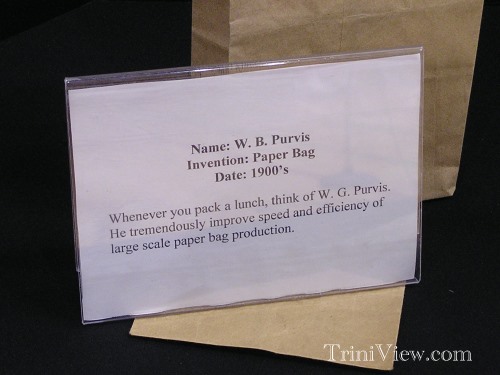 Name: W. B. Purvis
Invention: Paper Bag
Date: 1900's
Whenever you pack a lunch, think of W. G. Purvis.
He tremendously improve speed and efficiency of
large scale paper bag production.
TriniView.com